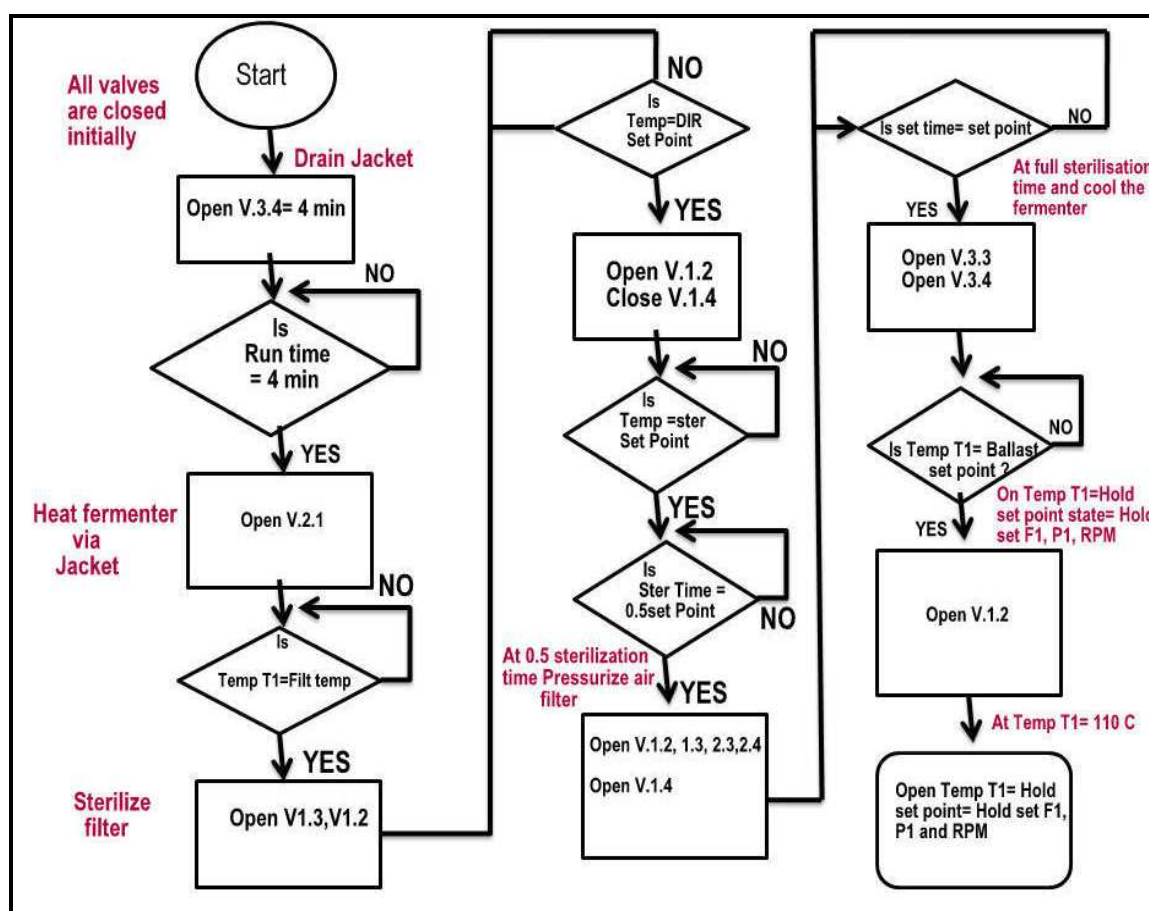 Start
All valves
are closed
initially
Drain Jacket
Open V.3.4= 4 min
NO
Is
Run time
= 4 min
YES
Heat fermenter
via
Jacket
Open V.2.1
NO
Is
Temp T1=Filt temp
YES
Sterilize
filter
Open V1.3,V1.2
NO
Is
Temp=DIR
Set Point
YES
Open V.1.2
Close V.1.4
NO
Is
Temp =ster
Set Point
YES
Is
Ster Time =
0.5set Point
NO
At 0.5 sterilization
time Pressurize air
filter
YES
Open V.1.2, 1.3, 2.3,2.4
Open V.1.4
Is set time= set point
NO
At full sterilisation
time and cool the
fermenter
YES
Open V.3.3
Open V.3.4
NO
Is Temp T1= Ballast
set point ?
On Temp T1=Hold
set point state= Hold
set F1, P1, RPM
YES
Open V.1.2
At Temp T1= 110 C
Open Temp T1= Hold
set point= Hold set F1,
P1 and RPM